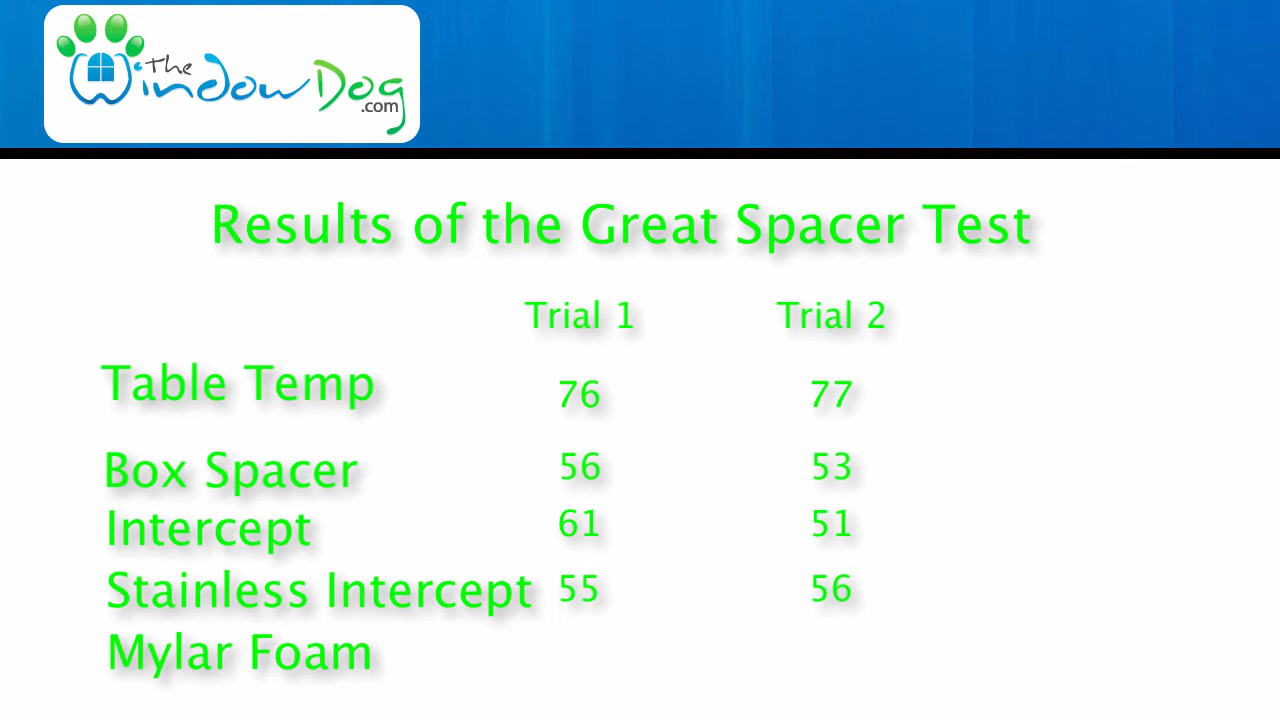 The
WindowDog
.com
Results of the Great Spacer Test
Trial 1 Trial 2
Table Temp 76 77
Box Spacer 56 53
Intercept 61 51
Stainless Intercept 55 56
Mylar Foam